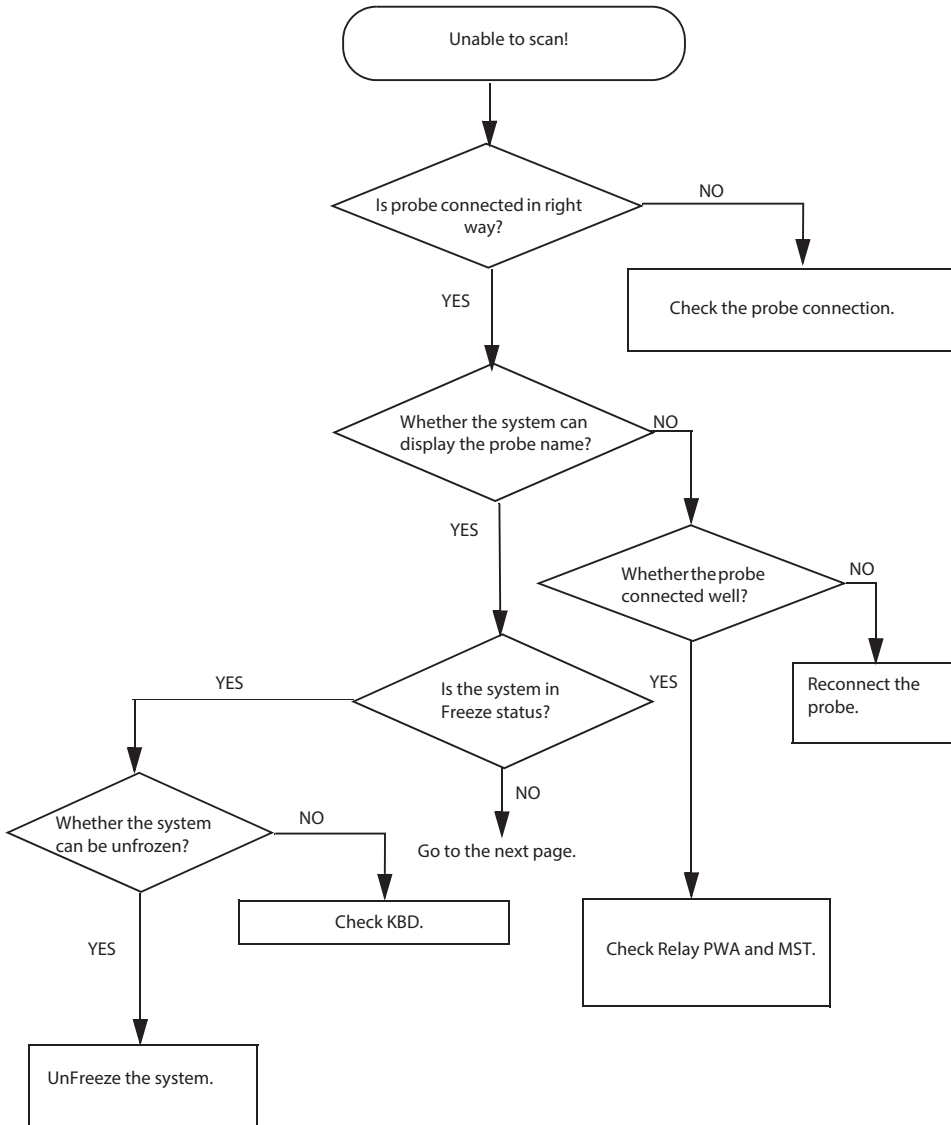 Unable to scan!
Is probe connected in right
way?
NO
Check the probe connection.
YES
Whether the system can
display the probe name?
NO
YES
Whether the probe
connected well?
NO
Reconnect the
probe.
YES
Is the system in
Freeze status?
YES
NO
Go to the next page.
Whether the system
can be unfrozen?
NO
Check KBD.
Check Relay PWA and MST.
YES
UnFreeze the system.